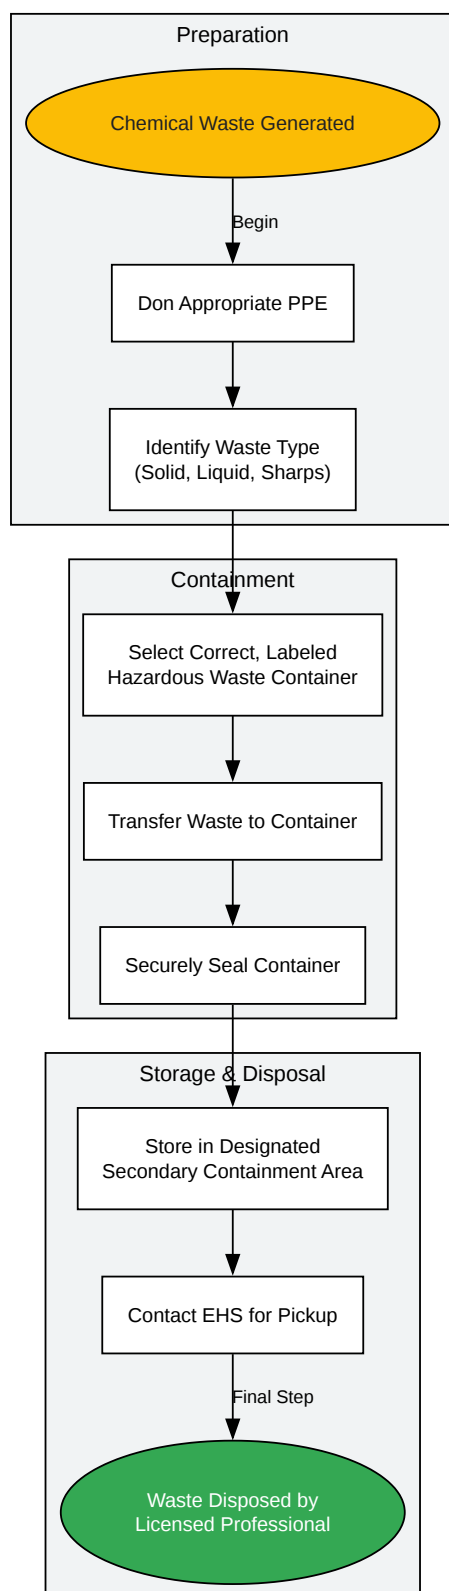 Preparation
Chemical Waste Generated
Begin
Don Appropriate PPE
Identify Waste Type
(Solid, Liquid, Sharps)
Containment
Select Correct, Labeled
Hazardous Waste Container
Transfer Waste to Container
Securely Seal Container
Storage & Disposal
Store in Designated
Secondary Containment Area
Contact EHS for Pickup
Final Step
Waste Disposed by
Licensed Professional